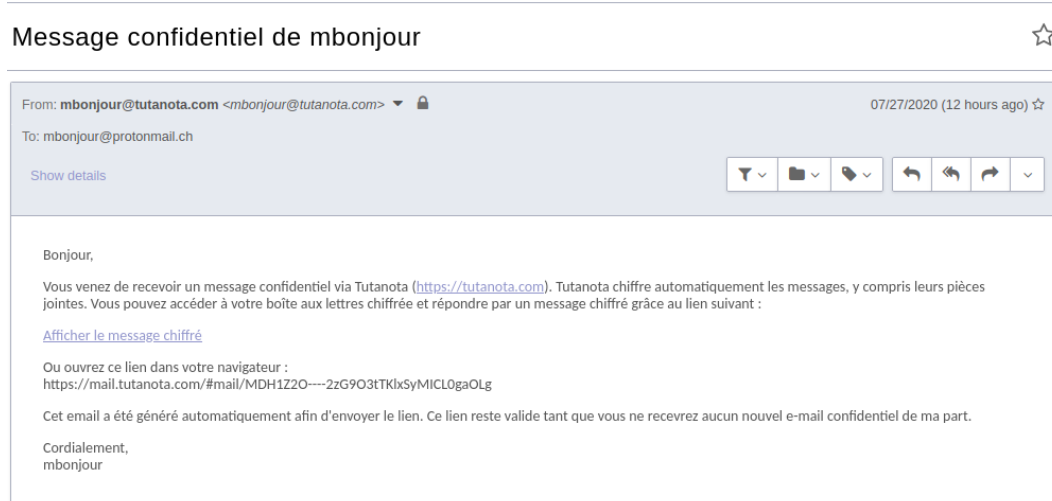 Message confidentiel de mbonjour
From: mbonjour@tutanota.com <mbonjour@tutanota.com>
07/27/2020 (12 hours ago)
To: mbonjour@protonmail.ch
Show details
Bonjour,
Vous venez de recevoir un message confidentiel via Tutanota (https://tutanota.com). Tutanota chiffre automatiquement les messages, y compris leurs pièces
jointes. Vous pouvez accéder à votre boîte aux lettres chiffrée et répondre par un message chiffré grâce au lien suivant :
Afficher le message chiffré
Ou ouvrez ce lien dans votre navigateur :
https://mail.tutanota.com/#mail/MDH1Z2O----2zG9O3tTKlxSyMICL0gaOLg
Cet email a été généré automatiquement afin d'envoyer le lien. Ce lien reste valide tant que vous ne recevrez aucun nouvel e-mail confidentiel de ma part.
Cordialement,
mbonjour